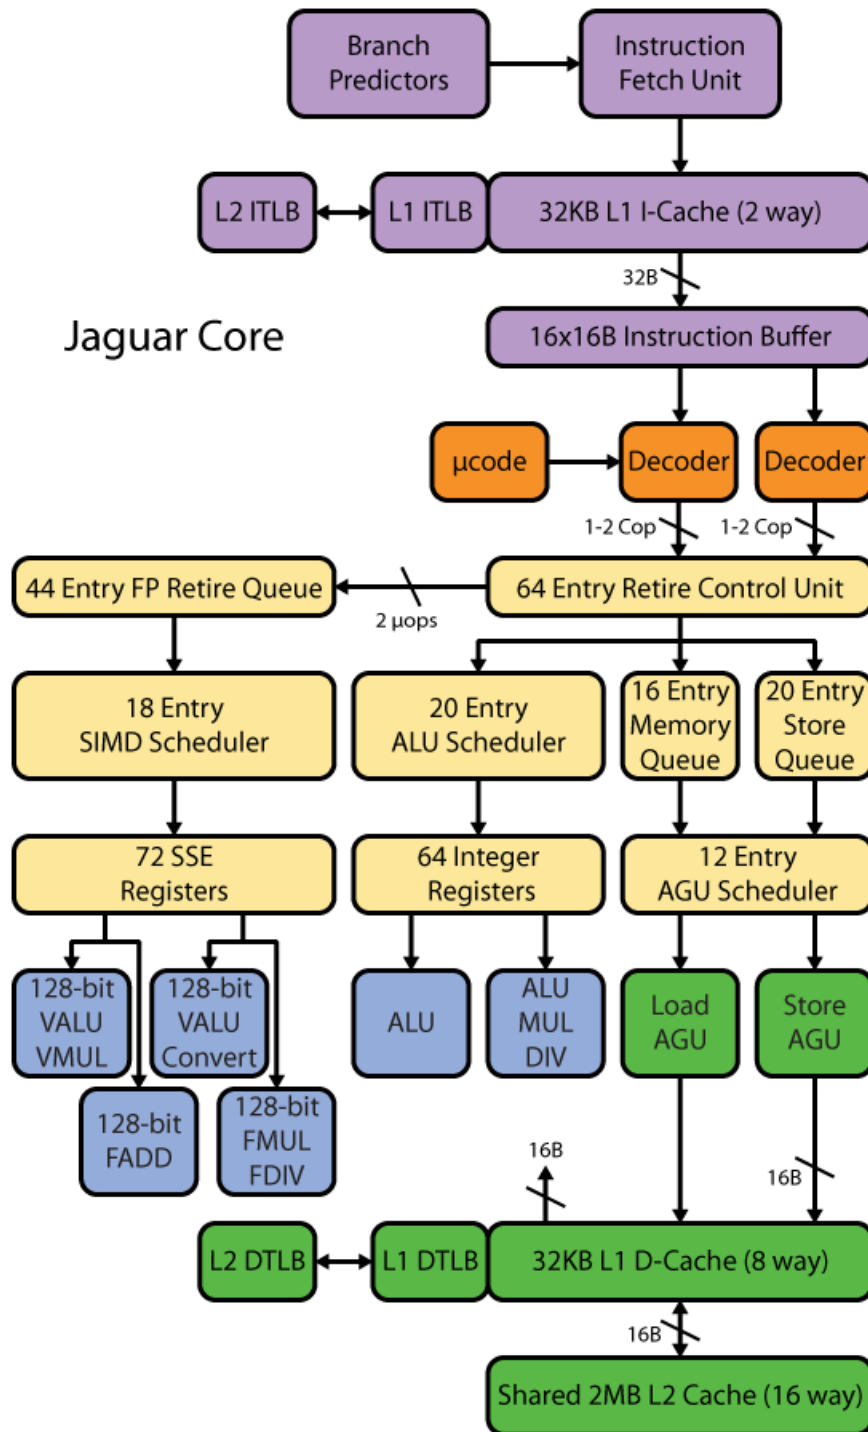 Branch
Predictors
Instruction
Fetch Unit
L2 ITLB
L1 ITLB
32KB L1 I-Cache (2 way)
32B
Jaguar Core
16x16B Instruction Buffer
µcode
Decoder
Decoder
1-2 Cop
1-2 Cop
44 Entry FP Retire Queue
2 µops
64 Entry Retire Control Unit
18 Entry
SIMD Scheduler
20 Entry
ALU Scheduler
16 Entry
Memory
Queue
20 Entry
Store
Queue
72 SSE
Registers
64 Integer
Registers
12 Entry
AGU Scheduler
128-bit
VALU
VMUL
128-bit
VALU
Convert
ALU
ALU
MUL
DIV
Load
AGU
Store
AGU
128-bit
FADD
128-bit
FMUL
FDIV
16B
16B
L2 DTLB
L1 DTLB
32KB L1 D-Cache (8 way)
16B
Shared 2MB L2 Cache (16 way)